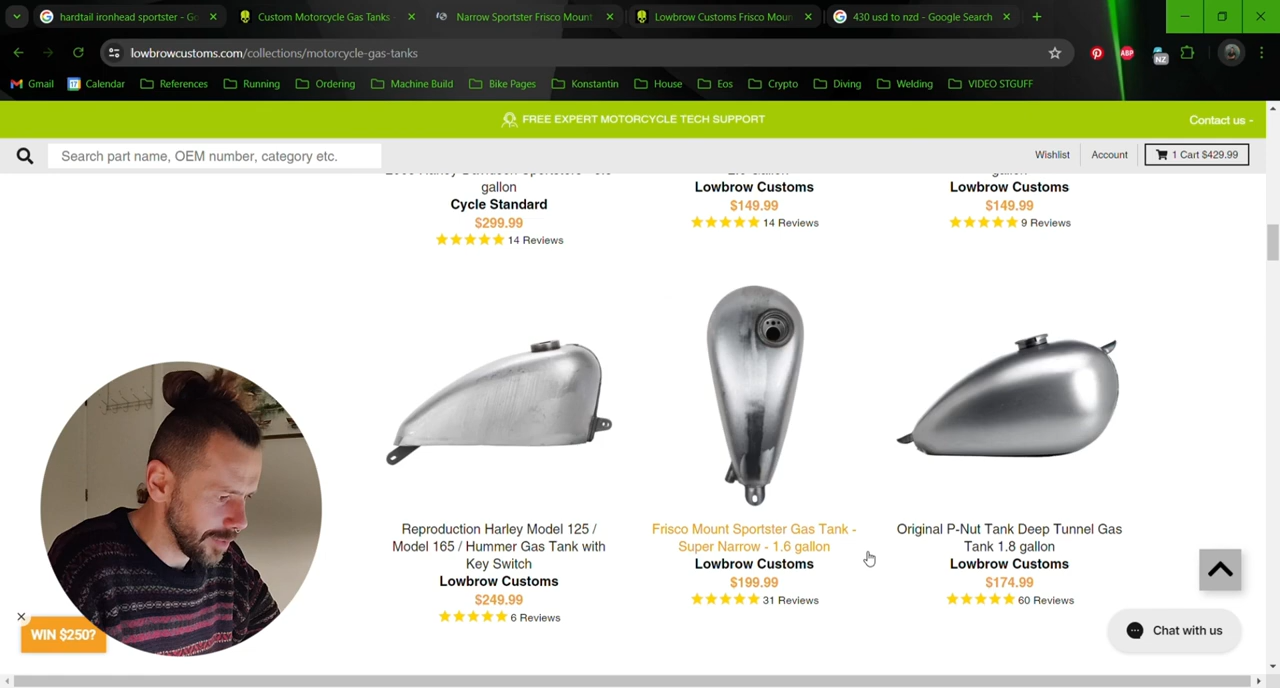 hardtail ironhead sportster - Go
Custom Motorcycle Gas Tanks -
Narrow Sportster Frisco Mount
Lowbrow Customs Frisco Moun
430 usd to nzd - Google Search
lowbrowcustoms.com/collections/motorcycle-gas-tanks
ABP
NZ
Gmail
Calendar
References
Running
Ordering
Machine Build
Bike Pages
Konstantin
House
Eos
Crypto
Diving
Welding
VIDEO STGUFF
FREE EXPERT MOTORCYCLE TECH SUPPORT
Contact us -
Search part name, OEM number, category etc.
Wishlist
Account
1 Cart $429.99
gallon
Cycle Standard
$299.99
14 Reviews
Lowbrow Customs
$149.99
14 Reviews
Lowbrow Customs
$149.99
9 Reviews
Reproduction Harley Model 125 /
Model 165 / Hummer Gas Tank with
Key Switch
Lowbrow Customs
$249.99
6 Reviews
Frisco Mount Sportster Gas Tank -
Super Narrow - 1.6 gallon
Lowbrow Customs
$199.99
31 Reviews
Original P-Nut Tank Deep Tunnel Gas
Tank 1.8 gallon
Lowbrow Customs
$174.99
60 Reviews
WIN $250?
Chat with us